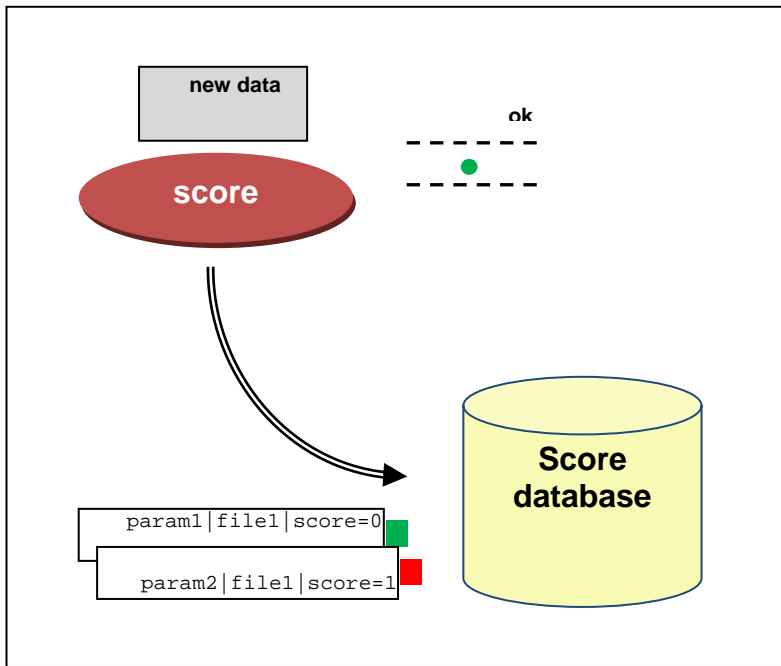 new data
ok
score
Score
database
param1|file1|score=0
param2|file1|score=1